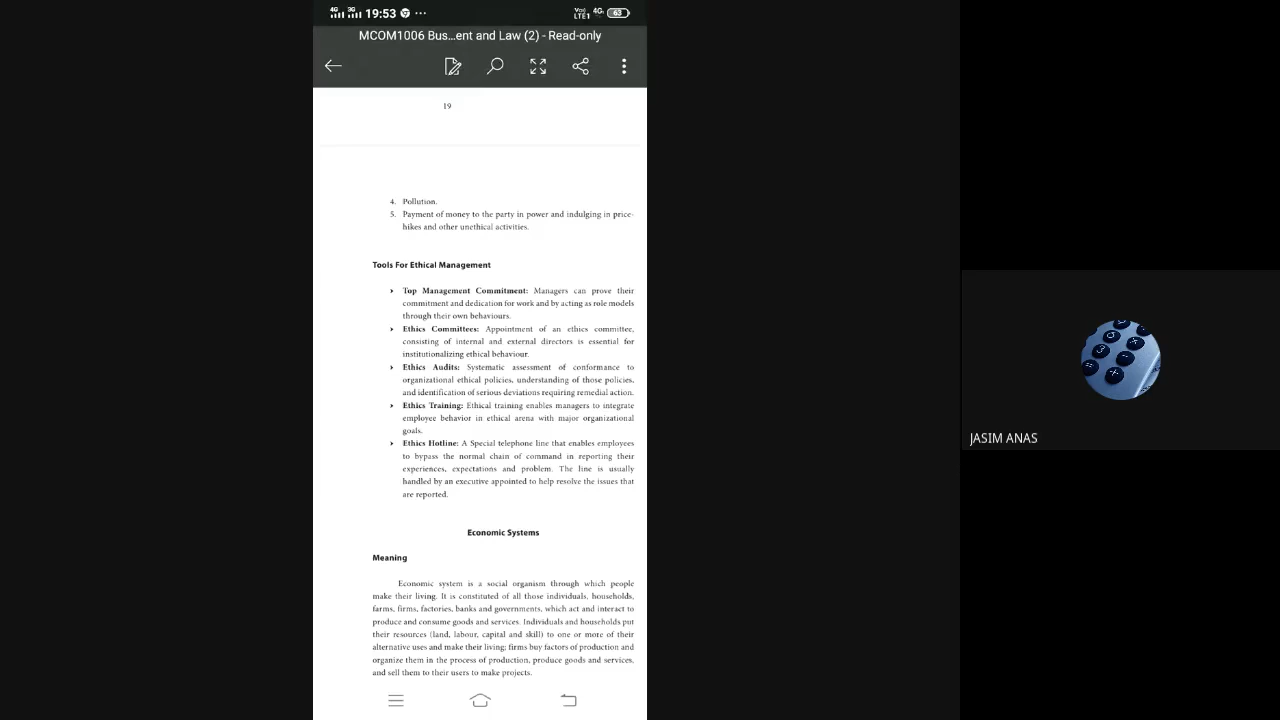 4G 3G 19:53 ··· Vo) LTE1 4G 63
MCOM1006 Bus...ent and Law (2) - Read-only
19
4. Pollution.
5. Payment of money to the party in power and indulging in price-
hikes and other unethical activities.
Tools For Ethical Management
Top Management Commitment: Managers can prove their
commitment and dedication for work and by acting as role models
through their own behaviours.
Ethics Committees: Appointment of an ethics committee,
consisting of internal and external directors is essential for
institutionalizing ethical behaviour.
Ethics Audits: Systematic assessment of conformance to
organizational ethical policies, understanding of those policies,
and identification of serious deviations requiring remedial action.
Ethics Training: Ethical training enables managers to integrate
employee behavior in ethical arena with major organizational
goals.
Ethics Hotline: A Special telephone line that enables employees
to bypass the normal chain of command in reporting their
experiences, expectations and problem. The line is usually
handled by an executive appointed to help resolve the issues that
are reported.
Economic Systems
Meaning
Economic system is a social organism through which people
make their living. It is constituted of all those individuals, households,
farms, firms, factories, banks and governments, which act and interact to
produce and consume goods and services. Individuals and households put
their resources (land, labour, capital and skill) to one or more of their
alternative uses and make their living; firms buy factors of production and
organize them in the process of production, produce goods and services,
and sell them to their users to make projects.
JASIM ANAS